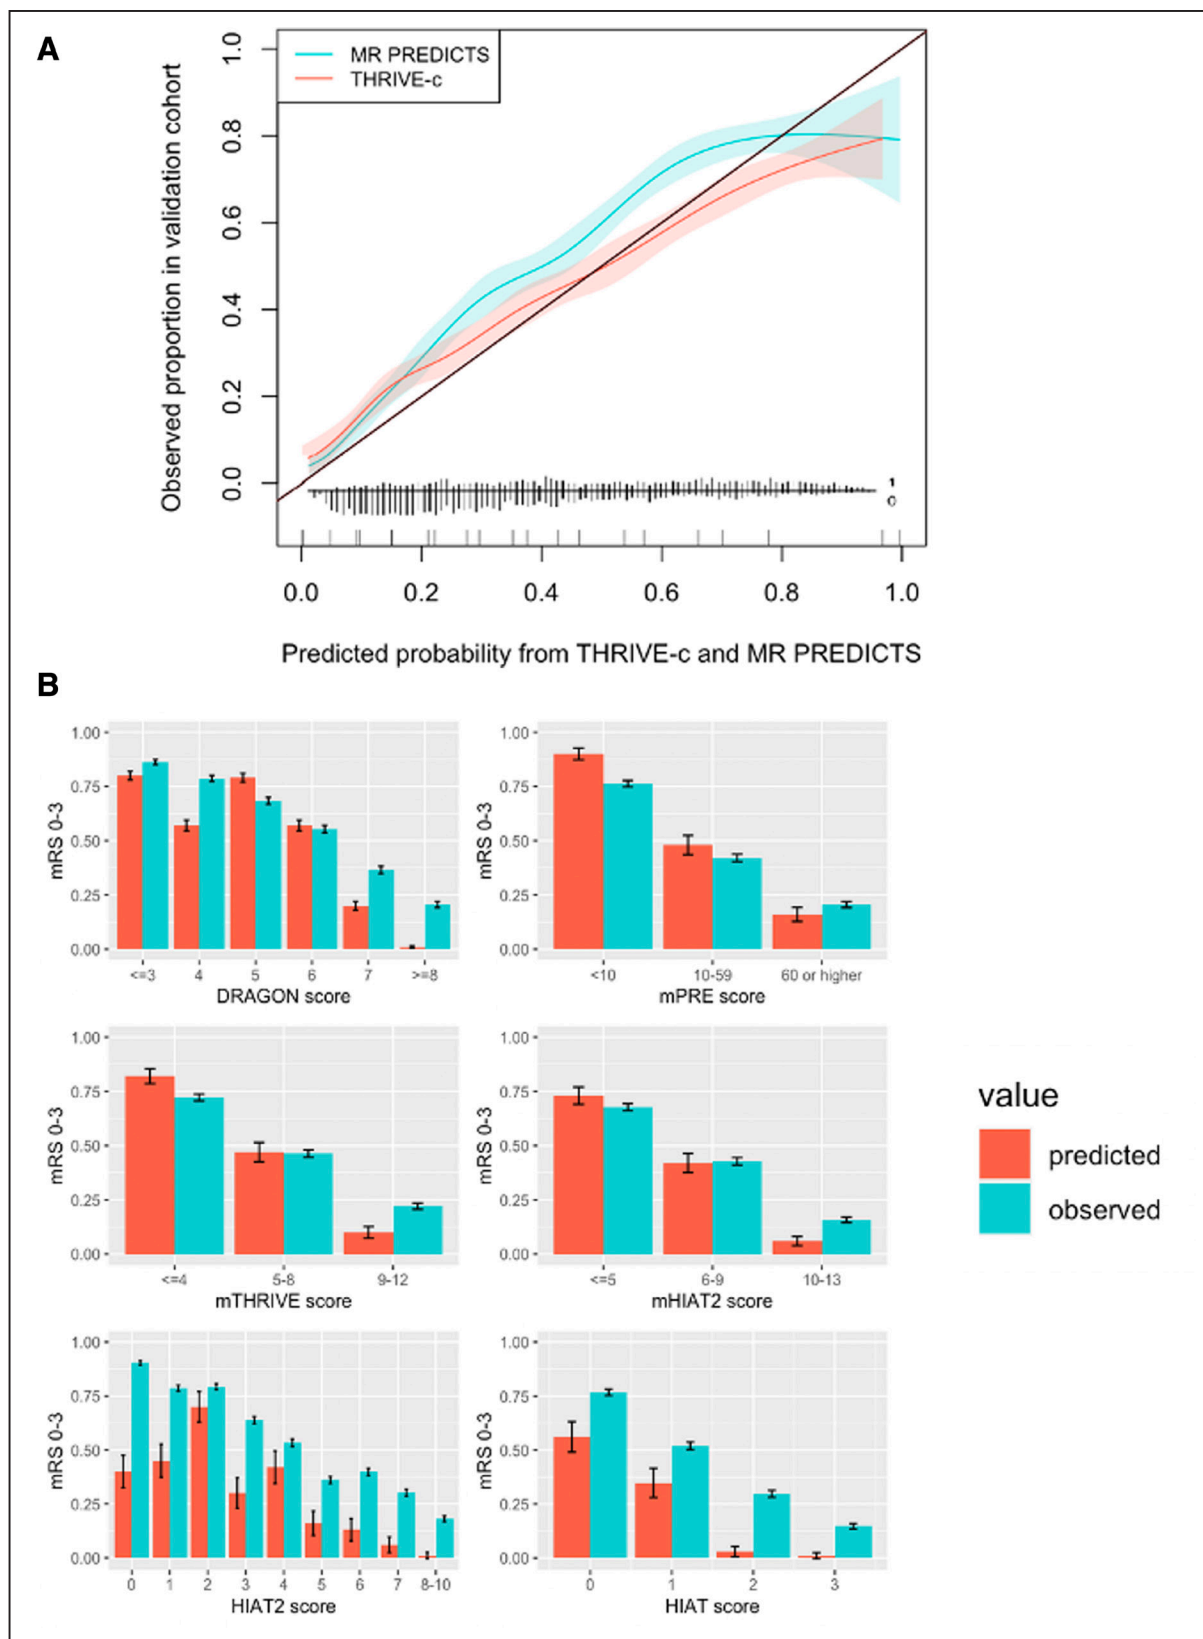 A
MR PREDICTS
THRIVE-c
Observed proportion in validation cohort
1.0
0.8
0.6
0.4
0.2
0.0
1
0
0.0 0.2 0.4 0.6 0.8 1.0
Predicted probability from THRIVE-c and MR PREDICTS
B
mRS 0-3
1.00
0.75
0.50
0.25
0.00
<=3 4 5 6 7 >=8
DRAGON score
mRS 0-3
1.00
0.75
0.50
0.25
0.00
<10 10-59 60 or higher
mPRE score
mRS 0-3
1.00
0.75
0.50
0.25
0.00
<=4 5-8 9-12
mTHRIVE score
mRS 0-3
1.00
0.75
0.50
0.25
0.00
<=5 6-9 10-13
mHIAT2 score
value
predicted
observed
mRS 0-3
1.00
0.75
0.50
0.25
0.00
0 1 2 3 4 5 6 7 8-10
HIAT2 score
mRS 0-3
1.00
0.75
0.50
0.25
0.00
0 1 2 3
HIAT score